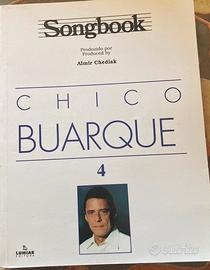 Songbook
Produzido por
Produced by
Almir Chediak
CHICO
BUARQUE
4
LUMIAR
EDITORA